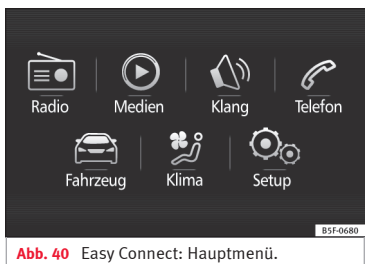 Radio Medien Klang Telefon
Fahrzeug Klima Setup
B5F-0680
Abb. 40 Easy Connect: Hauptmenü.